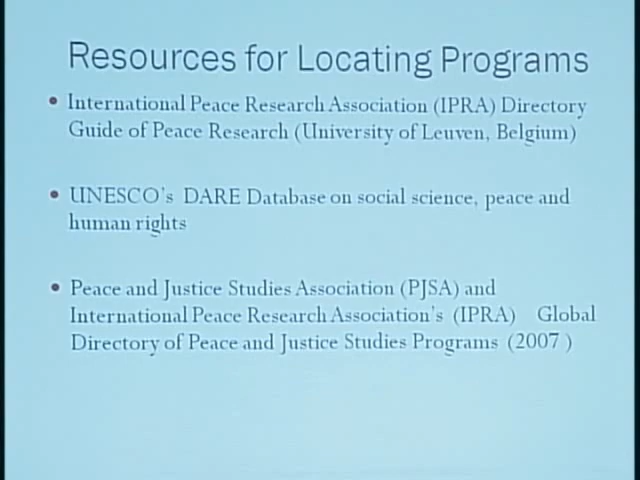 Resources for Locating Programs
• International Peace Research Association (IPRA) Directory
Guide of Peace Research (University of Leuven, Belgium)
• UNESCO's DARE Database on social science, peace and
human rights
• Peace and Justice Studies Association (PJSA) and
International Peace Research Association's (IPRA) Global
Directory of Peace and Justice Studies Programs (2007 )